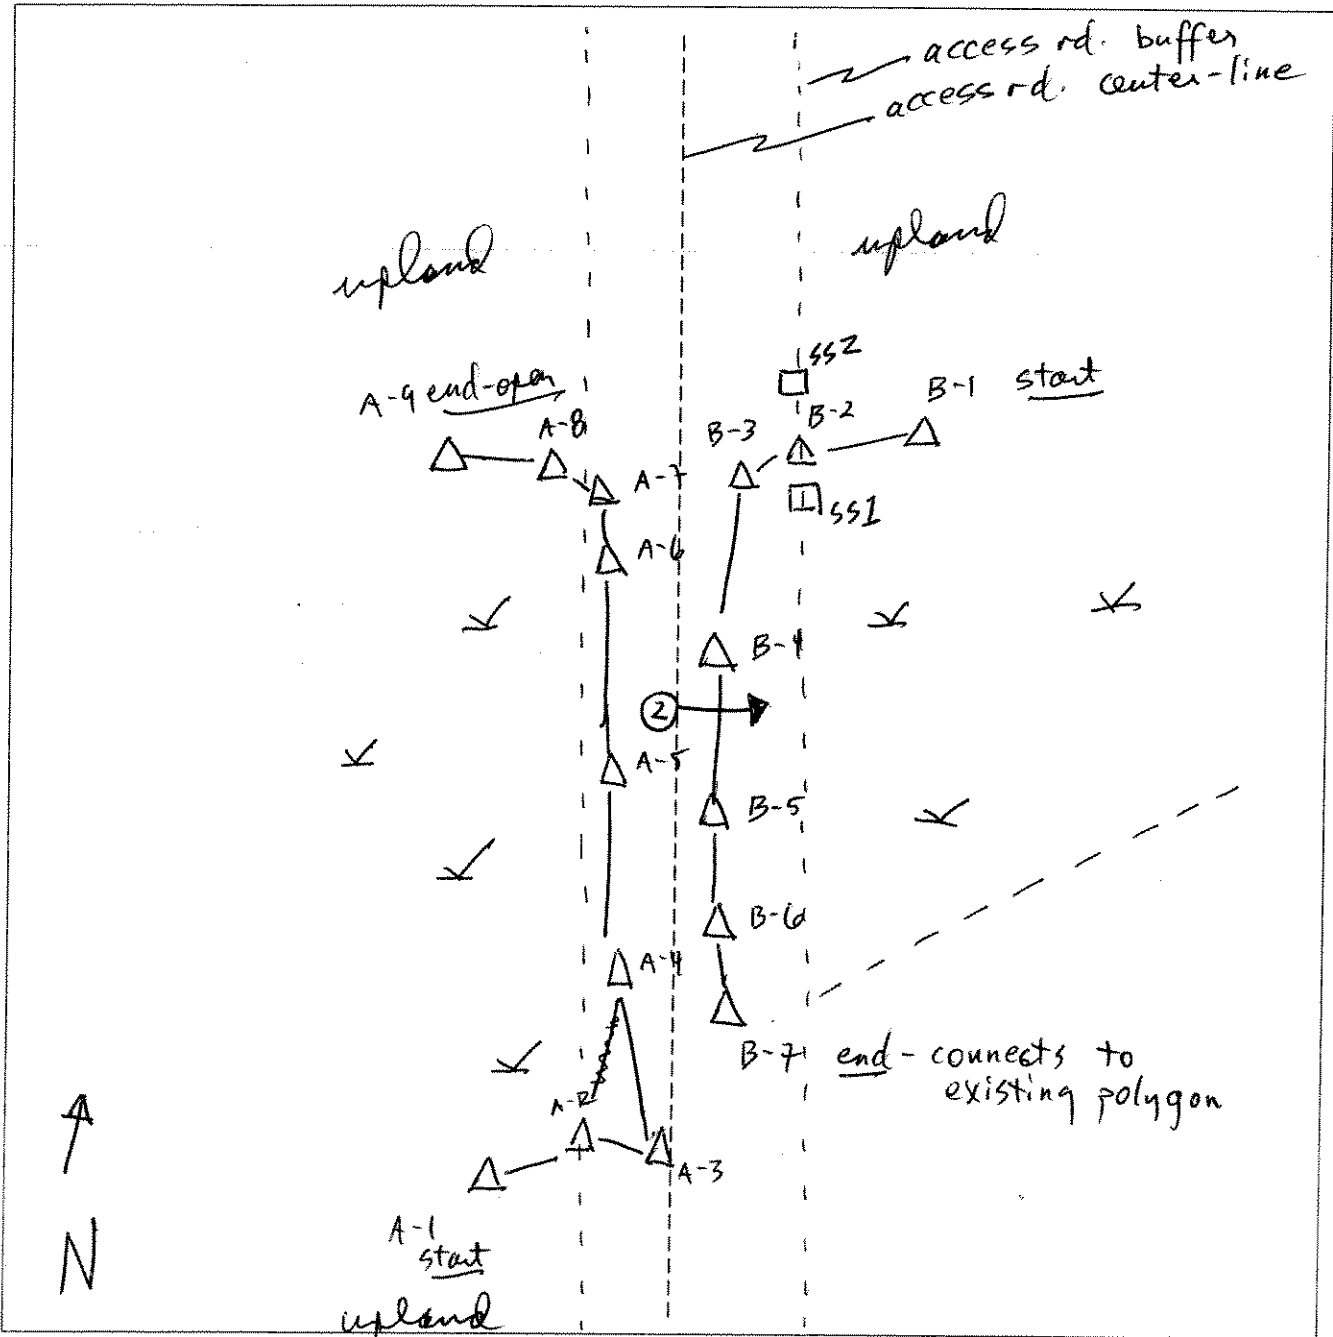 access rd. buffer
access rd. center-line
upland
upland
SS2
A-9 end-open
B-1 start
A-8
B-3
B-2
A-7
SS1
A-6
B-4
2
A-5
B-5
B-6
A-4
B-7 end - connects to
existing polygon
A-2
A-3
A-1
start
N
upland